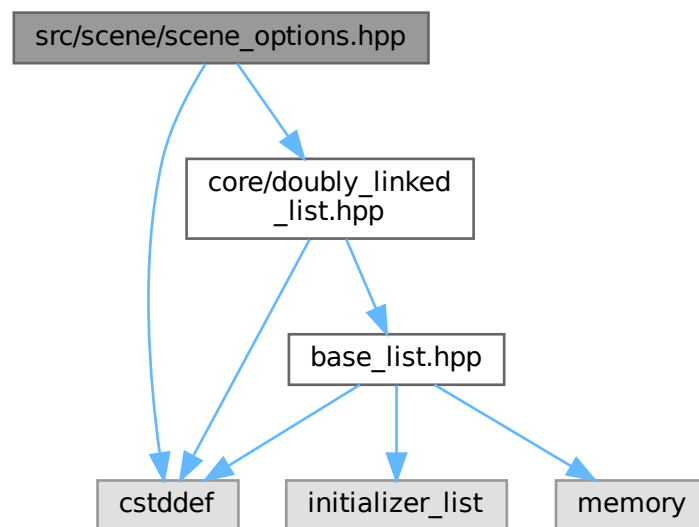 src/scene/scene_options.hpp
core/doubly_linked
_list.hpp
base_list.hpp
cstddef
initializer_list
memory